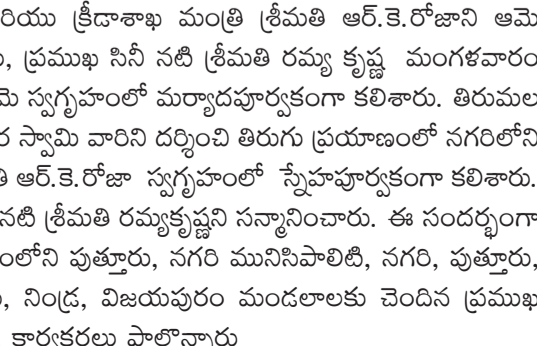 రియు క్రీడాశాఖ మంత్రి శ్రీమతి ఆర్.కె.రోజాని ఆమె
, ప్రముఖ సినీ నటి శ్రీమతి రమ్య కృష్ణ మంగళవారం
మె స్వగృహంలో మర్యాదపూర్వకంగా కలిశారు. తిరుమల
ర స్వామి వారిని దర్శించి తిరుగు ప్రయాణంలో నగరిలోని
తి ఆర్.కె.రోజా స్వగృహంలో స్నేహపూర్వకంగా కలిశారు.
నటి శ్రీమతి రమ్యకృష్ణని సన్మానించారు. ఈ సందర్భంగా
ంలోని పుత్తూరు, నగరి మునిసిపాలిటి, నగరి, పుత్తూరు,
, నిండ్ర, విజయపురం మండలాలకు చెందిన ప్రముఖ
కార్యకర్తలు పాల్గొన్నారు